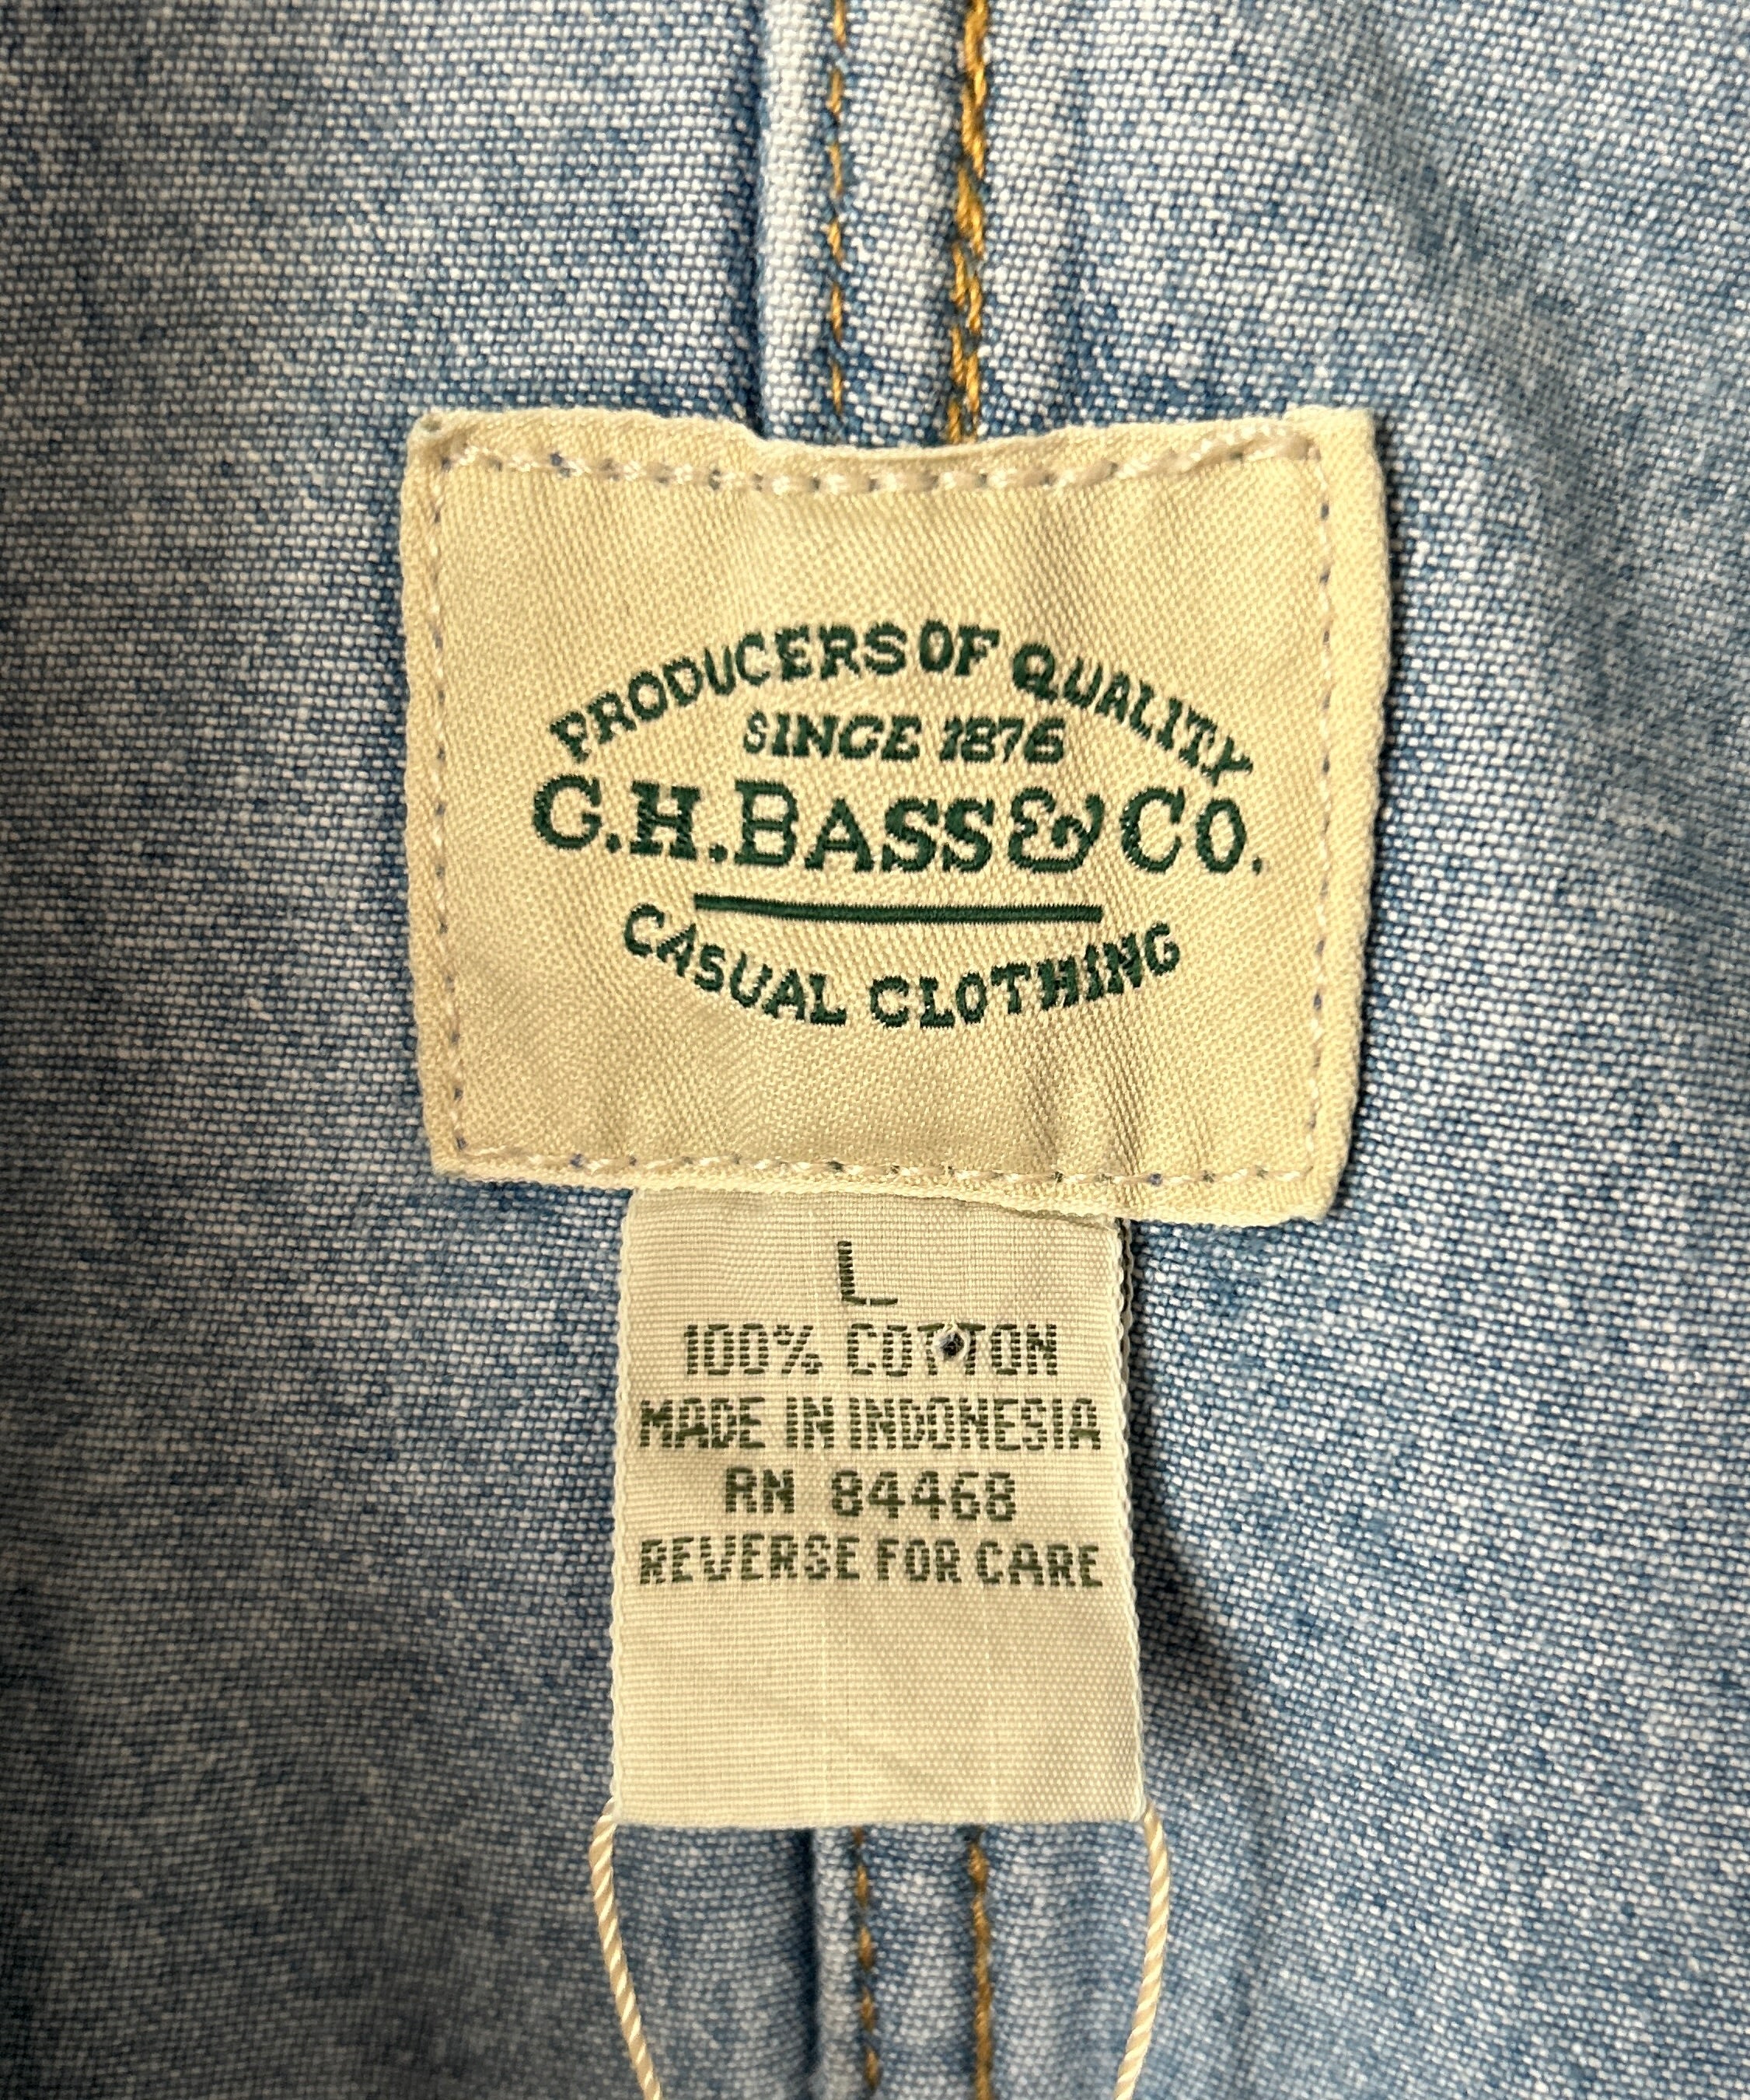 PRODUCERS OF QUALITY
SINCE 1876
G.H. BASS & CO.
CASUAL CLOTHING
L
100% COTTON
MADE IN INDONESIA
RN 84468
REVERSE FOR CARE